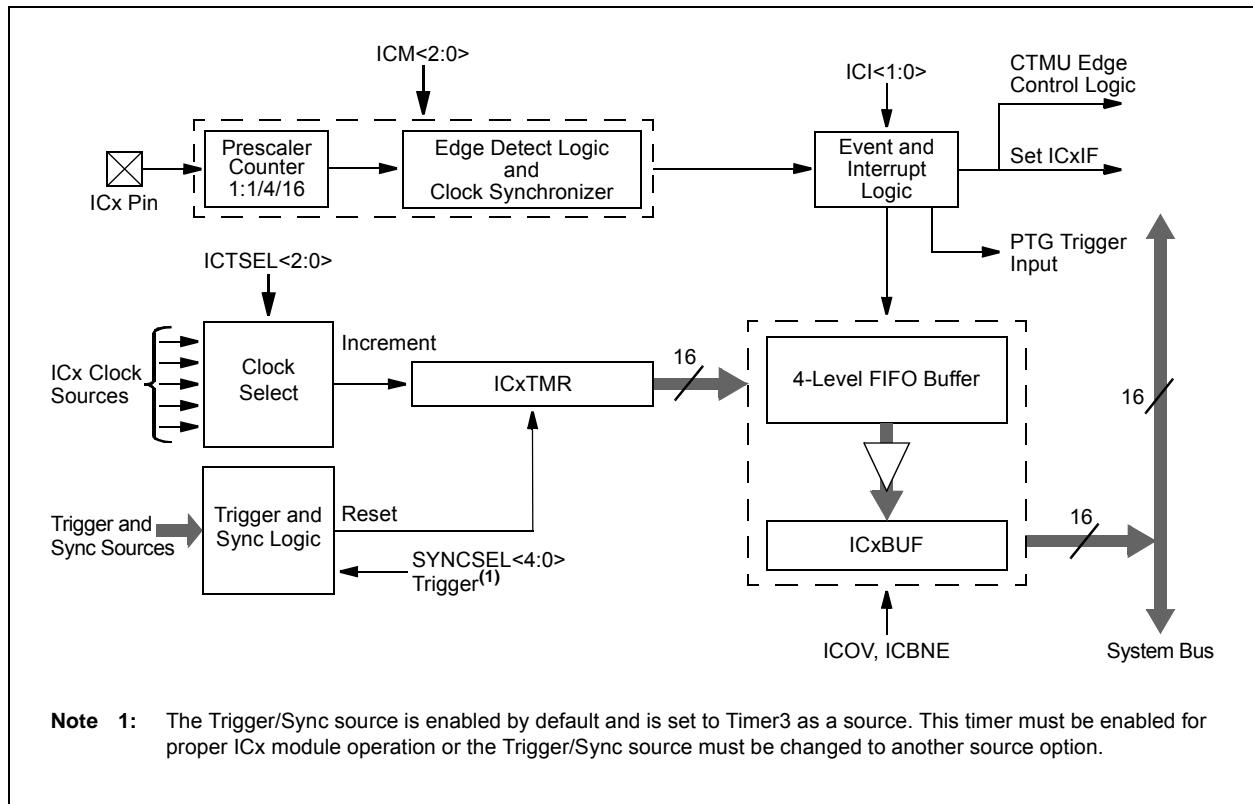 ICM<2:0>
ICI<1:0>
CTMU Edge
Control Logic
Prescaler
Counter
1:1/4/16
Edge Detect Logic
and
Clock Synchronizer
Event and
Interrupt
Logic
Set ICxIF
ICx Pin
PTG Trigger
Input
ICTSEL<2:0>
Increment
ICx Clock
Sources
Clock
Select
ICxTMR
16
4-Level FIFO Buffer
16
Trigger and
Sync Sources
Trigger and
Sync Logic
Reset
SYNCSEL<4:0>
Trigger(1)
ICxBUF
16
ICOV, ICBNE
System Bus
Note 1: The Trigger/Sync source is enabled by default and is set to Timer3 as a source. This timer must be enabled for
proper ICx module operation or the Trigger/Sync source must be changed to another source option.